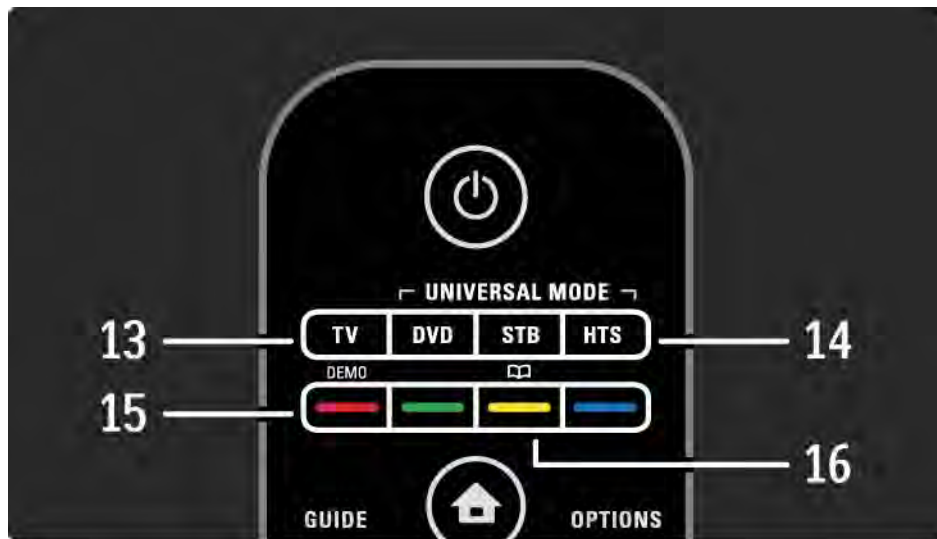 UNIVERSAL MODE
13 TV DVD STB HTS 14
DEMO
15
16
GUIDE OPTIONS